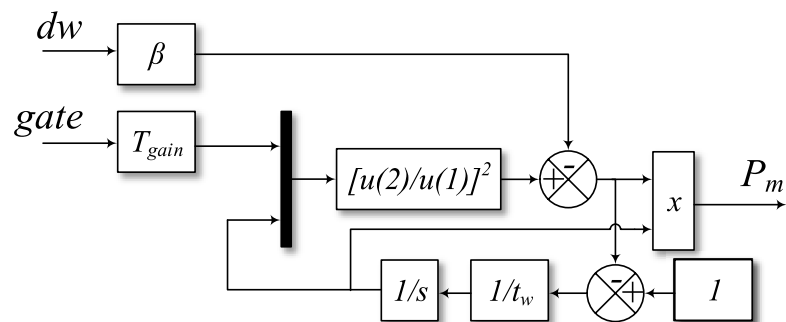 dw
β
gate
T_gain
[u(2)/u(1)]²
-
+
x
P_m
1/s
1/t_w
-
+
1